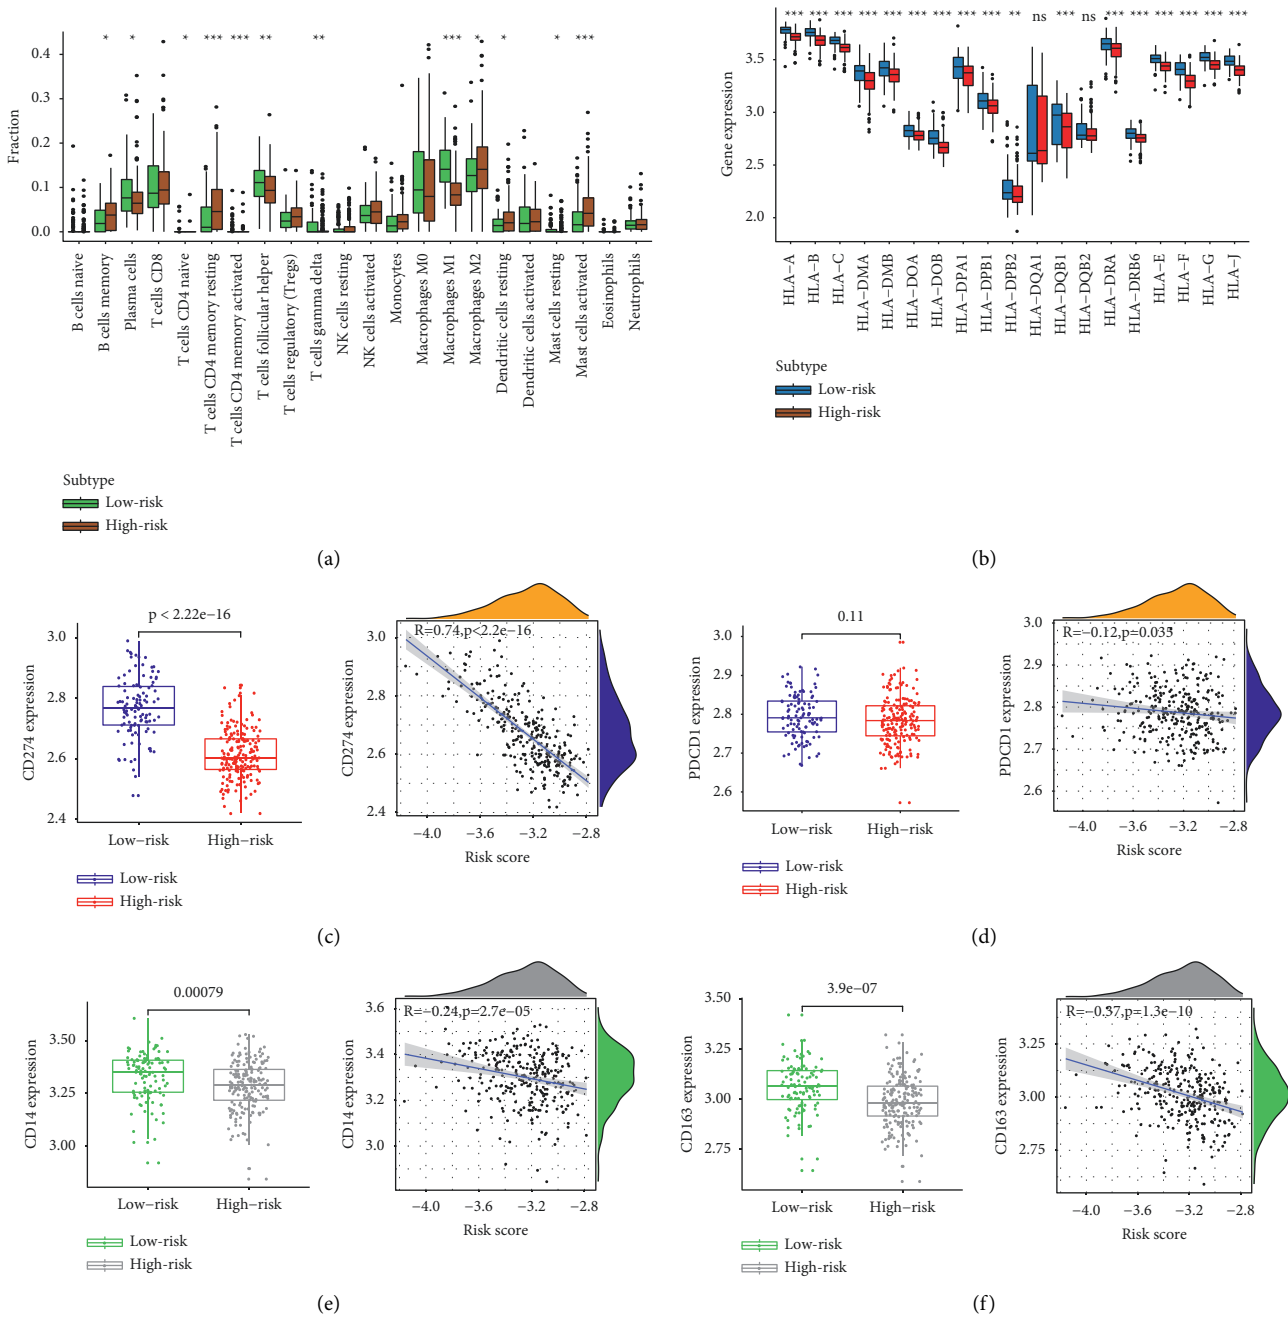 * * * *** *** ** ** *** * * * ***
0.4
0.3
0.2
0.1
0.0
Fraction
B cells naive
B cells memory
Plasma cells
T cells CD8
T cells CD4 naive
T cells CD4 memory resting
T cells CD4 memory activated
T cells follicular helper
T cells regulatory (Tregs)
T cells gamma delta
NK cells resting
NK cells activated
Monocytes
Macrophages M0
Macrophages M1
Macrophages M2
Dendritic cells resting
Dendritic cells activated
Mast cells resting
Mast cells activated
Eosinophils
Neutrophils
Subtype
Low-risk
High-risk
(a)
*** *** *** *** *** *** *** *** *** ** ns *** ns *** *** *** *** *** ***
3.5
3.0
2.5
2.0
Gene expression
HLA−A
HLA−B
HLA−C
HLA−DMA
HLA−DMB
HLA−DOA
HLA−DOB
HLA−DPA1
HLA−DPB1
HLA−DPB2
HLA−DQA1
HLA−DQB1
HLA−DQB2
HLA−DRA
HLA−DRB6
HLA−E
HLA−F
HLA−G
HLA−J
Subtype
Low-risk
High-risk
(b)
p < 2.22e−16
3.0
2.8
2.6
2.4
CD274 expression
Low−risk High−risk
Low-risk
High-risk
R=0.74,p<2.2e−16
3.0
2.8
2.6
2.4
CD274 expression
−4.0 −3.6 −3.2 −2.8
Risk score
(c)
0.11
3.0
2.9
2.8
2.7
2.6
PDCD1 expression
Low−risk High−risk
Low-risk
High-risk
R=−0.12,p=0.035
3.0
2.9
2.8
2.7
2.6
PDCD1 expression
−4.0 −3.6 −3.2 −2.8
Risk score
(d)
0.00079
3.50
3.25
3.00
CD14 expression
Low−risk High−risk
Low-risk
High-risk
R=−0.24,p=2.7e−05
3.6
3.4
3.2
3.0
CD14 expression
−4.0 −3.6 −3.2 −2.8
Risk score
(e)
3.9e−07
3.50
3.25
3.00
2.75
CD163 expression
Low−risk High−risk
Low-risk
High-risk
R=−0.37,p=1.3e−10
3.25
3.00
2.75
CD163 expression
−4.0 −3.6 −3.2 −2.8
Risk score
(f)